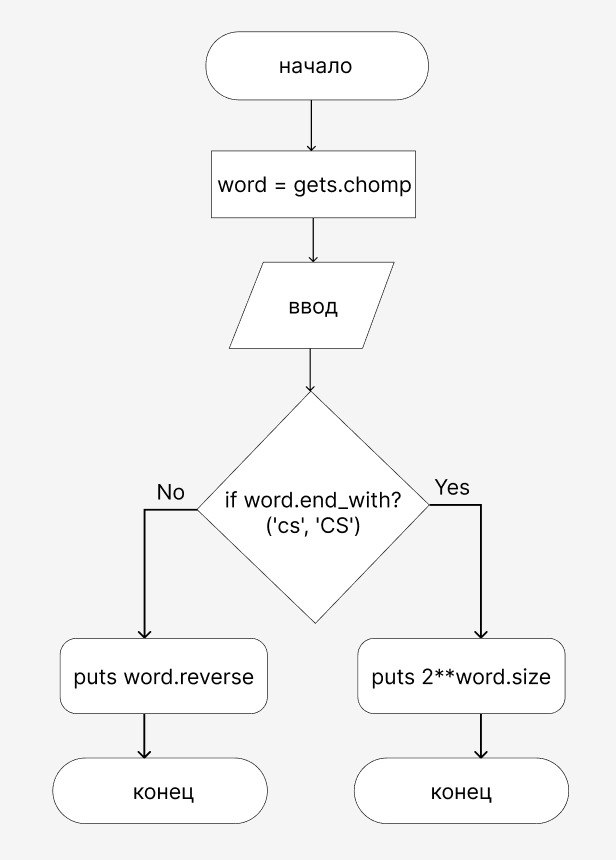 начало
word = gets.chomp
ввод
No
Yes
if word.end_with?
('cs', 'CS')
puts word.reverse
puts 2**word.size
конец
конец